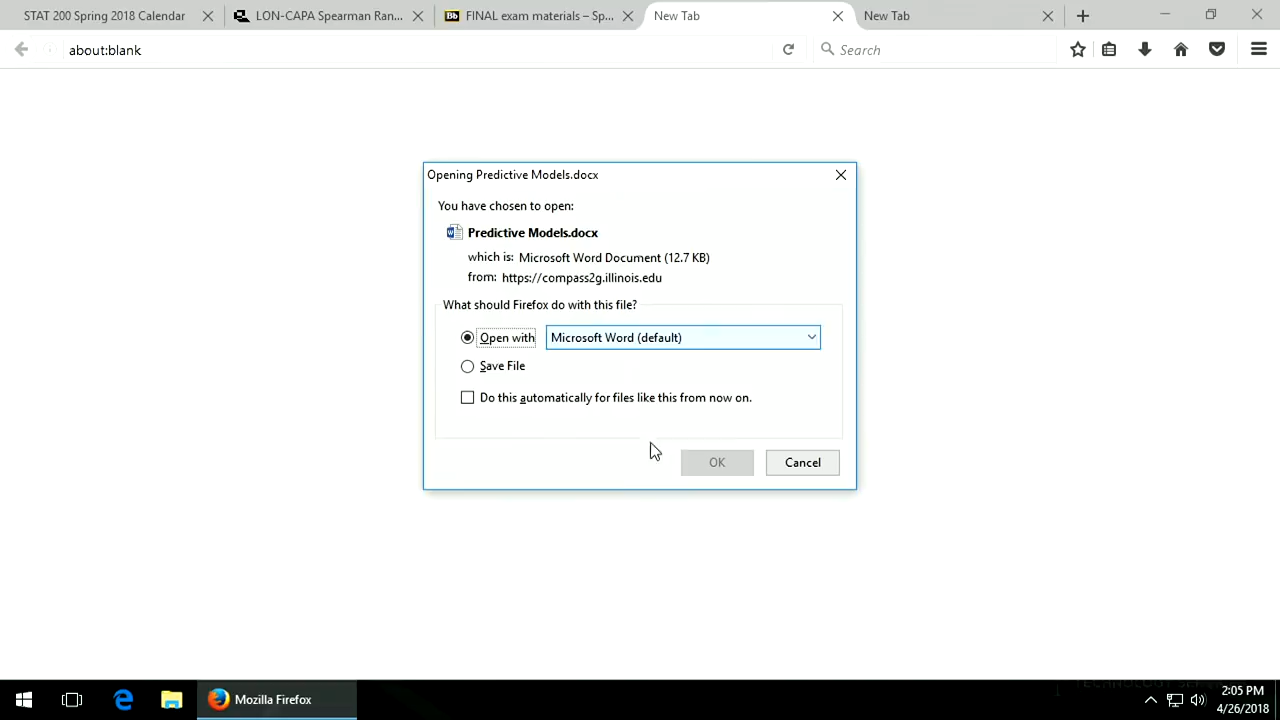 STAT 200 Spring 2018 Calendar
LON-CAPA Spearman Ran...
Bb FINAL exam materials – Sp...
New Tab
New Tab
about:blank
Search
Opening Predictive Models.docx
You have chosen to open:
Predictive Models.docx
which is: Microsoft Word Document (12.7 KB)
from: https://compass2g.illinois.edu
What should Firefox do with this file?
Open with Microsoft Word (default)
Save File
Do this automatically for files like this from now on.
OK Cancel
Mozilla Firefox
2:05 PM
4/26/2018